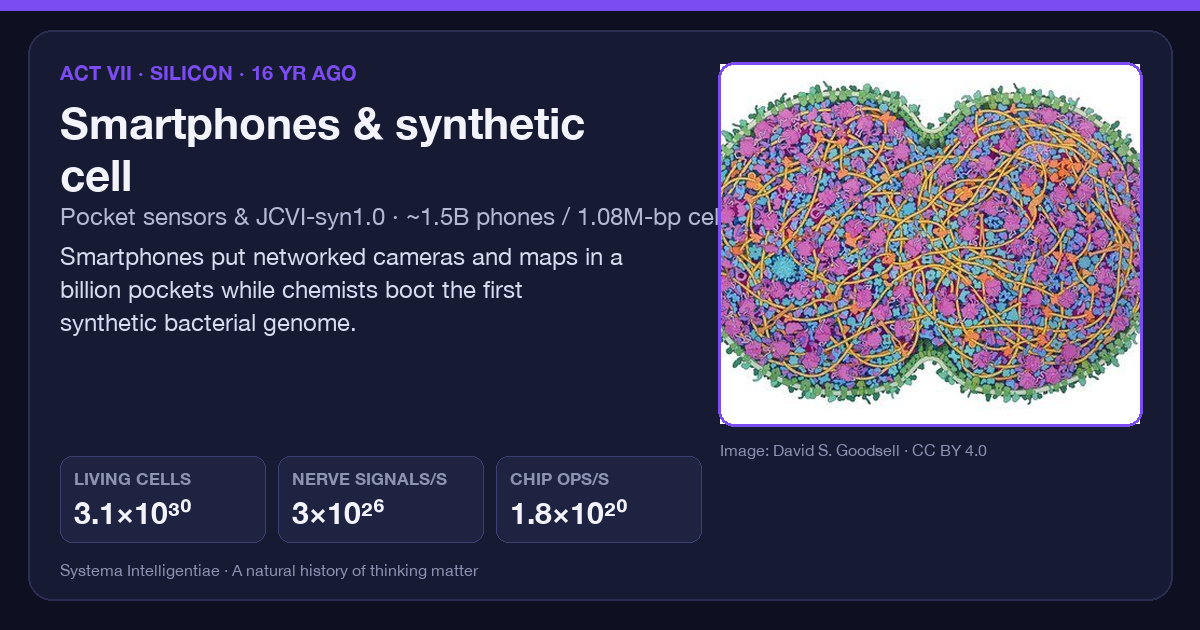 ACT VII · SILICON · 16 YR AGO
Smartphones & synthetic
cell
Pocket sensors & JCVI-syn1.0 · ~1.5B phones / 1.08M-bp cel
Smartphones put networked cameras and maps in a
billion pockets while chemists boot the first
synthetic bacterial genome.
Image: David S. Goodsell · CC BY 4.0
LIVING CELLS
3.1×10³⁰
NERVE SIGNALS/S
3×10²⁶
CHIP OPS/S
1.8×10²⁰
Systema Intelligentiae · A natural history of thinking matter